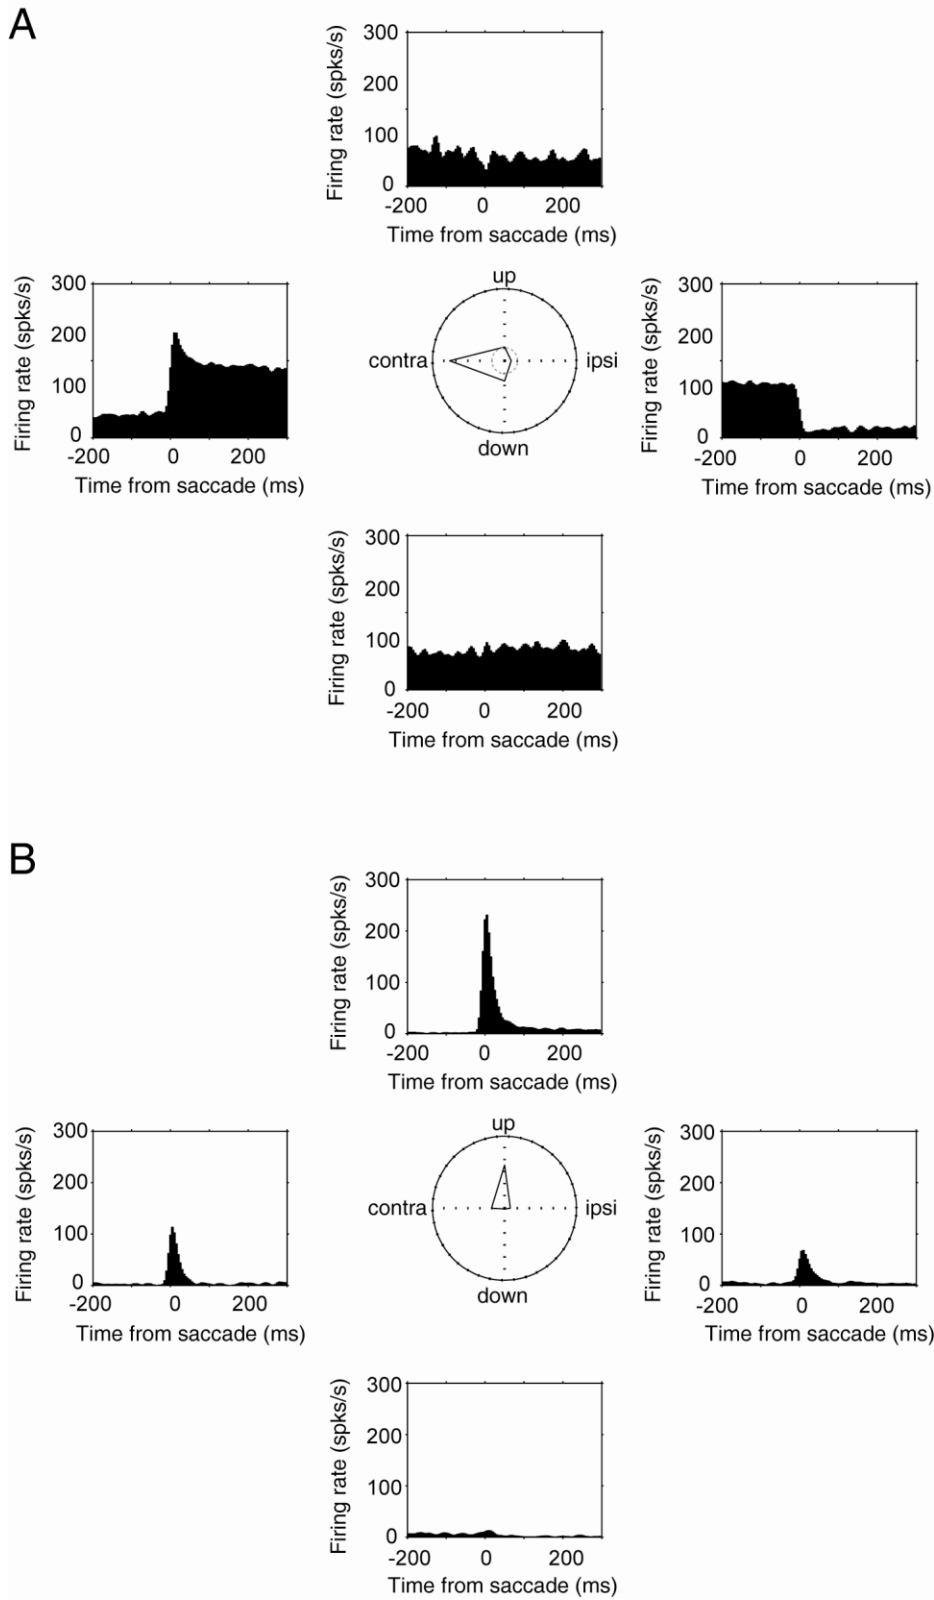 A
Firing rate (spks/s)
300
200
100
0
-200 0 200
Time from saccade (ms)
Firing rate (spks/s)
300
200
100
0
-200 0 200
Time from saccade (ms)
up
contra ipsi
down
Firing rate (spks/s)
300
200
100
0
-200 0 200
Time from saccade (ms)
Firing rate (spks/s)
300
200
100
0
-200 0 200
Time from saccade (ms)
B
Firing rate (spks/s)
300
200
100
0
-200 0 200
Time from saccade (ms)
Firing rate (spks/s)
300
200
100
0
-200 0 200
Time from saccade (ms)
up
contra ipsi
down
Firing rate (spks/s)
300
200
100
0
-200 0 200
Time from saccade (ms)
Firing rate (spks/s)
300
200
100
0
-200 0 200
Time from saccade (ms)